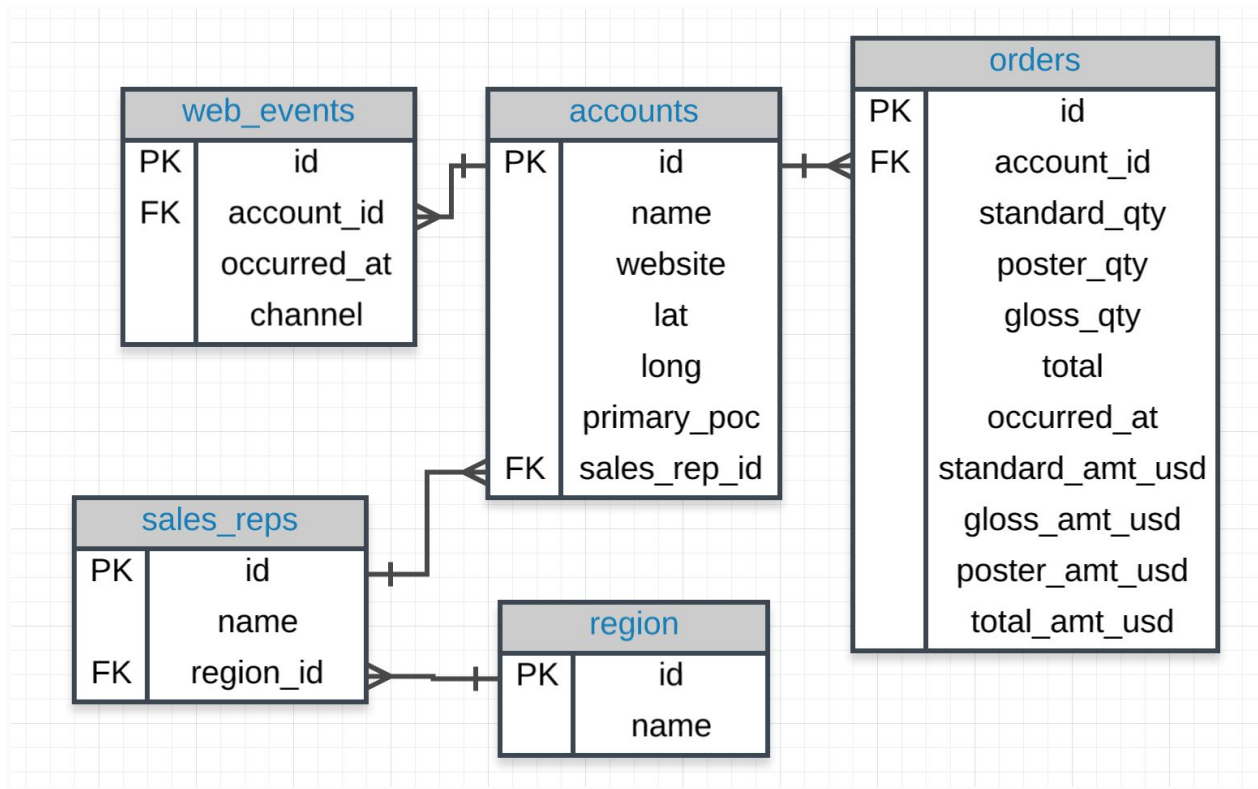 web_events
PK id
FK account_id
occurred_at
channel
accounts
PK id
name
website
lat
long
primary_poc
FK sales_rep_id
orders
PK id
FK account_id
standard_qty
poster_qty
gloss_qty
total
occurred_at
standard_amt_usd
gloss_amt_usd
poster_amt_usd
total_amt_usd
sales_reps
PK id
name
FK region_id
region
PK id
name